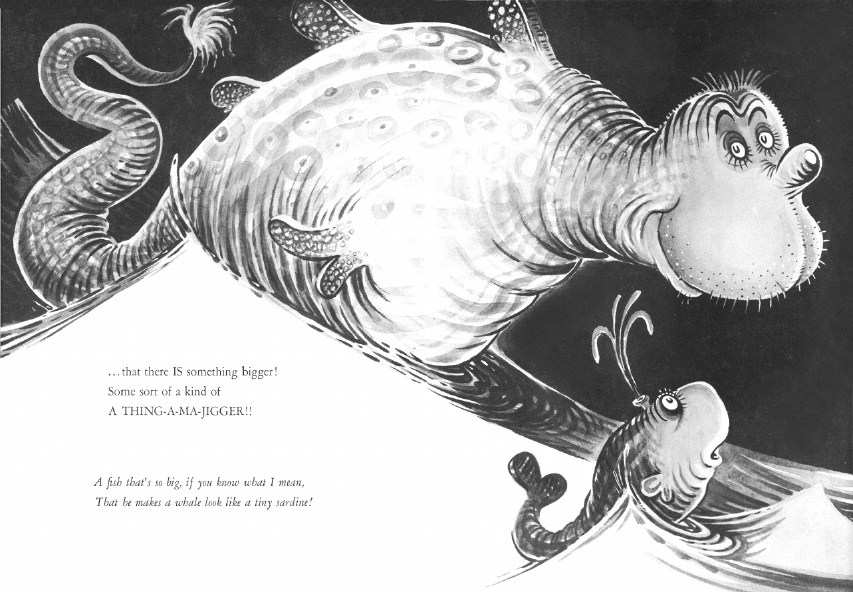 ...that there IS something bigger!
Some sort of a kind of
A THING-A-MA-JIGGER!!
A fish that's so big, if you know what I mean,
That he makes a whale look like a tiny sardine!